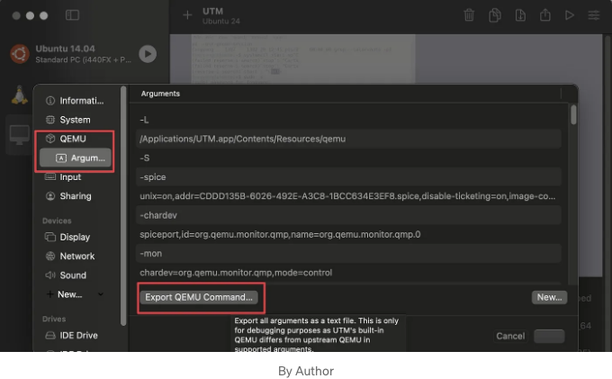 UTM
Ubuntu 24
Ubuntu 14.04
Standard PC (i440FX + P...
Informati...
System
QEMU
Argum...
Input
Sharing
Devices
Display
Network
Sound
New...
Drives
IDE Drive
Arguments
-L
/Applications/UTM.app/Contents/Resources/qemu
-S
-spice
unix=on,addr=CDDD135B-6026-492E-A3C8-1BCC634E3EF8.spice,disable-ticketing=on,image-co...
-chardev
spiceport,id=org.qemu.monitor.qmp,name=org.qemu.monitor.qmp.0
-mon
chardev=org.qemu.monitor.qmp,mode=control
Export QEMU Command...
New...
Export all arguments as a text file. This is
only for debugging purposes as UTM's built-in
QEMU differs from upstream QEMU in
supported arguments.
Cancel
By Author